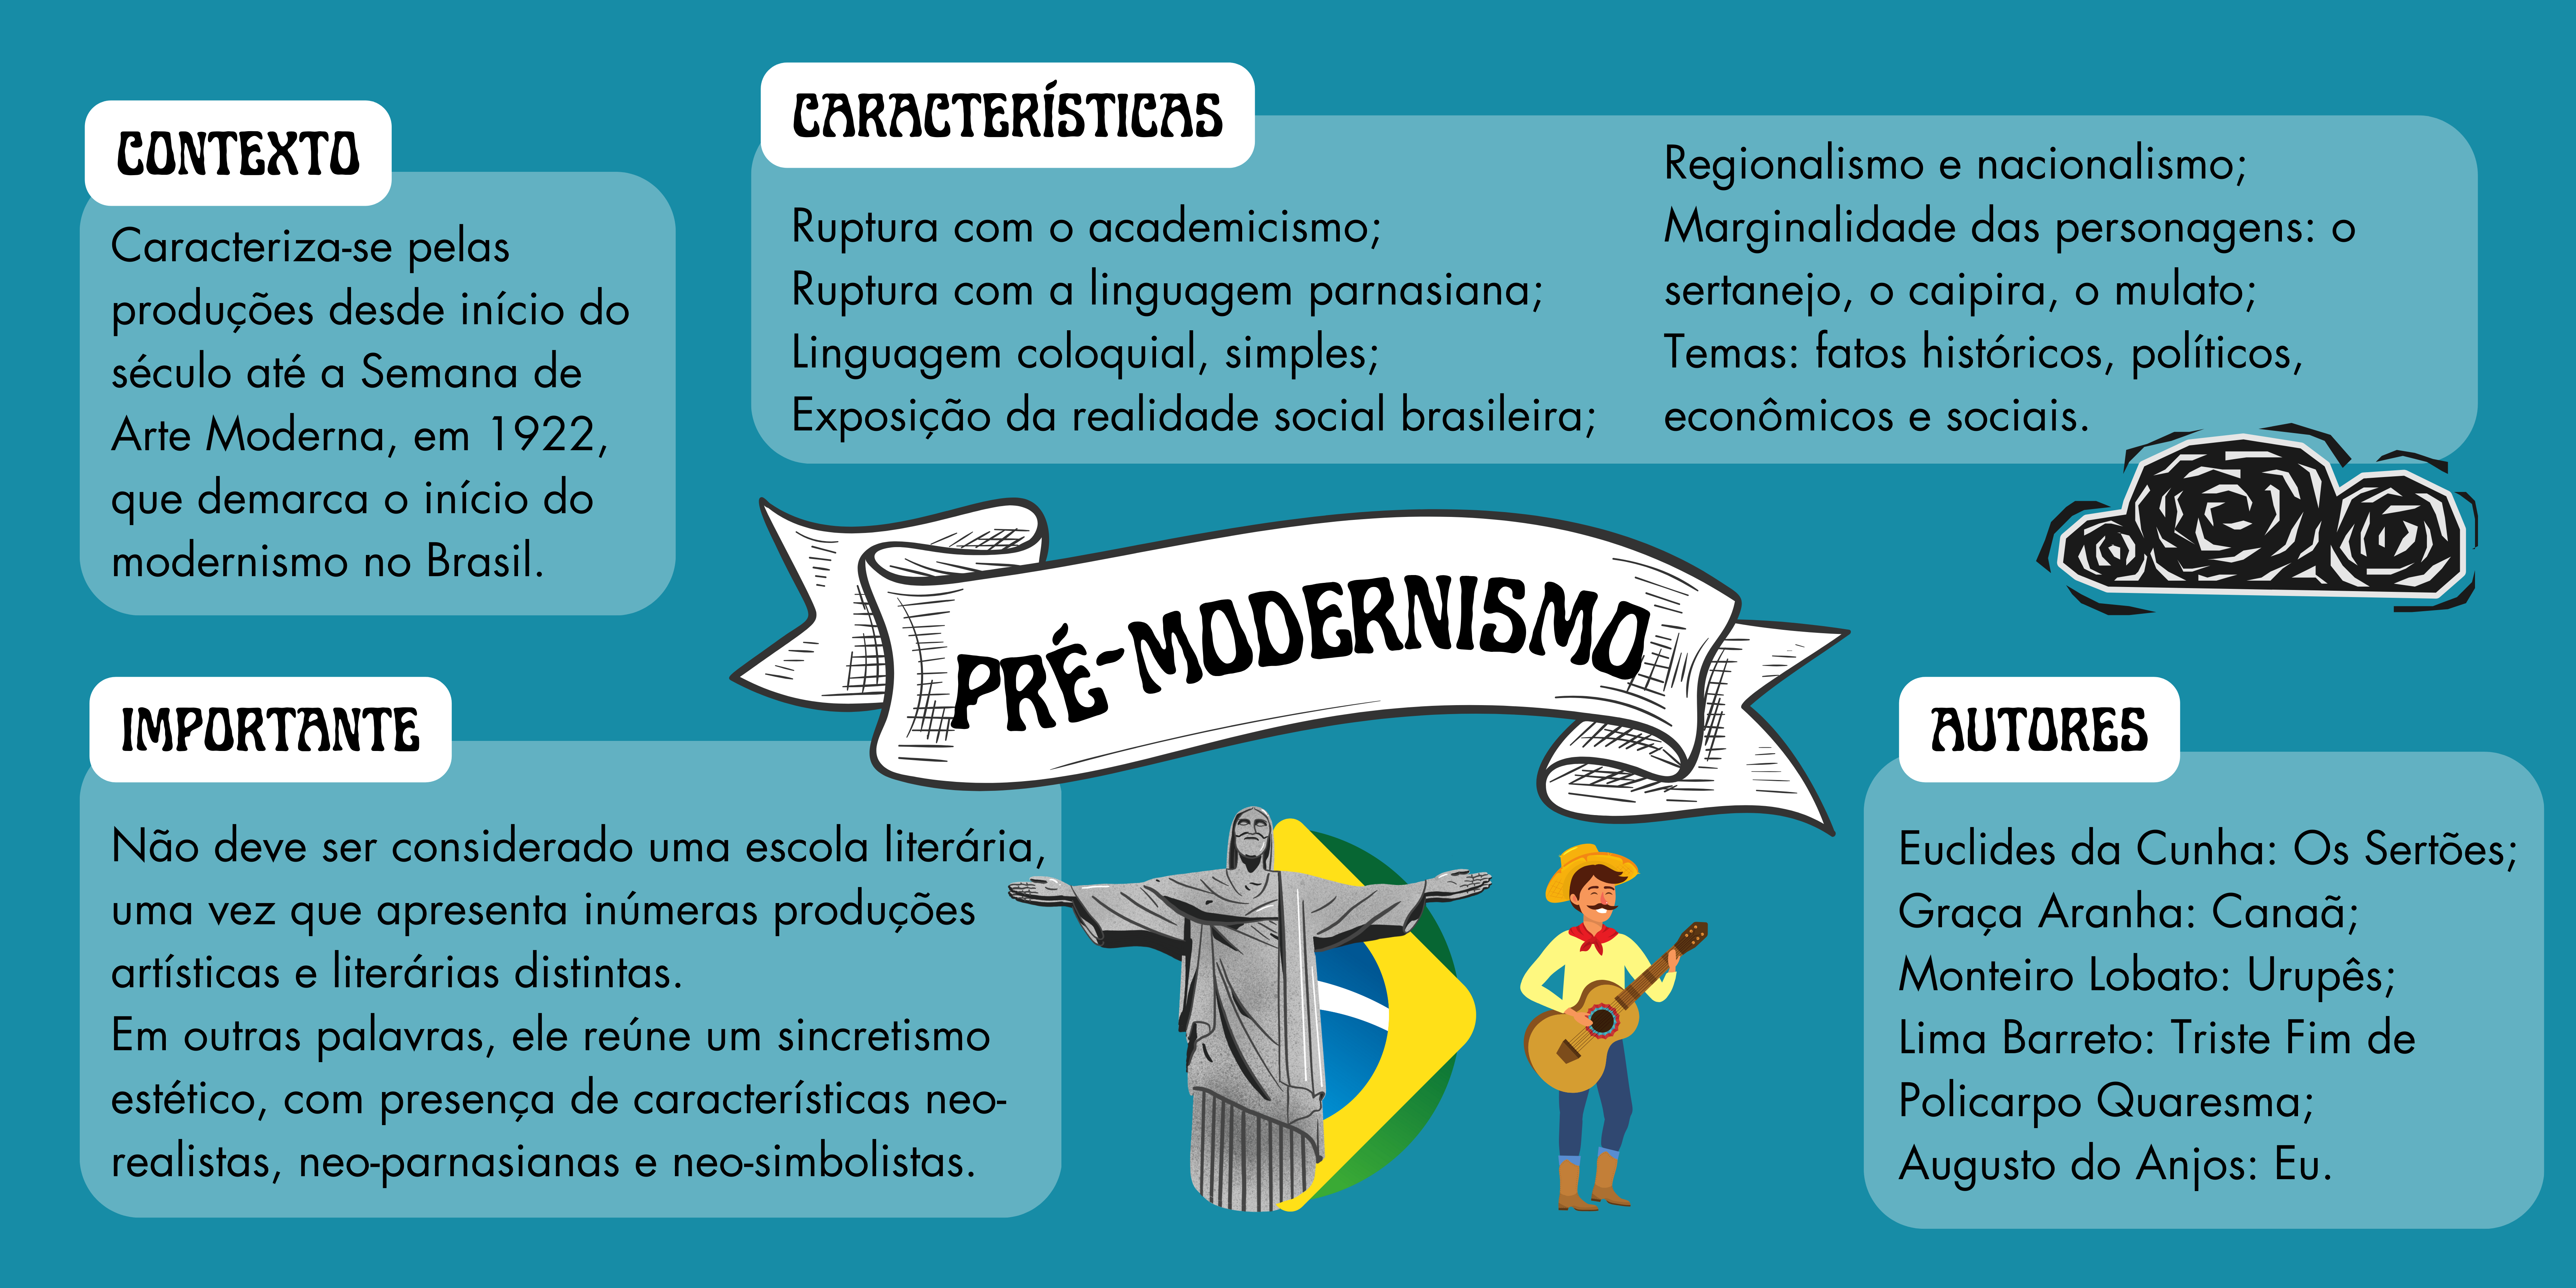 CONTEXTO
Caracteriza-se pelas
produções desde início do
século até a Semana de
Arte Moderna, em 1922,
que demarca o início do
modernismo no Brasil.
CARACTERÍSTICAS
Ruptura com o academicismo;
Ruptura com a linguagem parnasiana;
Linguagem coloquial, simples;
Exposição da realidade social brasileira;
Regionalismo e nacionalismo;
Marginalidade das personagens: o
sertanejo, o caipira, o mulato;
Temas: fatos históricos, políticos,
econômicos e sociais.
PRÉ-MODERNISMO
IMPORTANTE
Não deve ser considerado uma escola literária,
uma vez que apresenta inúmeras produções
artísticas e literárias distintas.
Em outras palavras, ele reúne um sincretismo
estético, com presença de características neo-
realistas, neo-parnasianas e neo-simbolistas.
AUTORES
Euclides da Cunha: Os Sertões;
Graça Aranha: Canaã;
Monteiro Lobato: Urupês;
Lima Barreto: Triste Fim de
Policarpo Quaresma;
Augusto do Anjos: Eu.